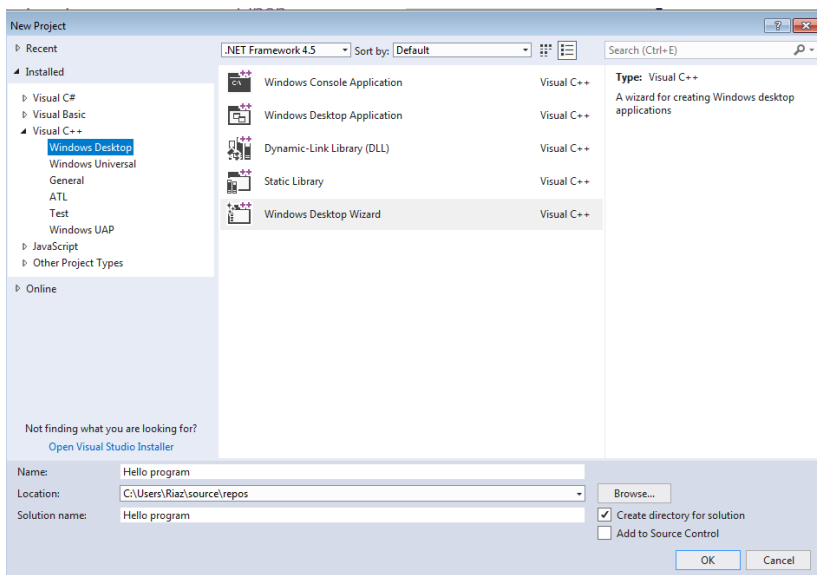 New Project
Recent
Installed
Visual C#
Visual Basic
Visual C++
Windows Desktop
Windows Universal
General
ATL
Test
Windows UAP
JavaScript
Other Project Types
Online
Not finding what you are looking for?
Open Visual Studio Installer
.NET Framework 4.5 Sort by: Default
Windows Console Application Visual C++
Windows Desktop Application Visual C++
Dynamic-Link Library (DLL) Visual C++
Static Library Visual C++
Windows Desktop Wizard Visual C++
Search (Ctrl+E)
Type: Visual C++
A wizard for creating Windows desktop
applications
Name: Hello program
Location: C:\Users\Riaz\source\repos
Browse...
Solution name: Hello program
Create directory for solution
Add to Source Control
OK Cancel